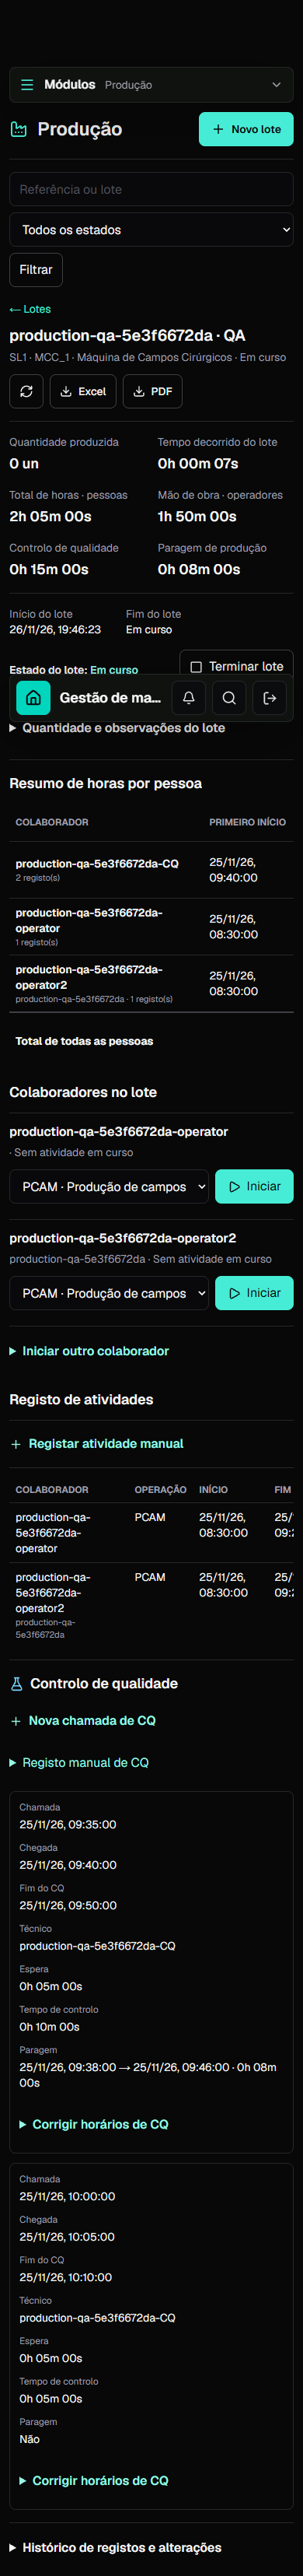 Módulos Produção
Produção
Novo lote
Referência ou lote
Todos os estados
Filtrar
← Lotes
production-qa-5e3f6672da · QA
SL1 · MCC_1 · Máquina de Campos Cirúrgicos · Em curso
Excel
PDF
Quantidade produzida
0 un
Tempo decorrido do lote
0h 00m 07s
Total de horas · pessoas
2h 05m 00s
Mão de obra · operadores
1h 50m 00s
Controlo de qualidade
0h 15m 00s
Paragem de produção
0h 08m 00s
Início do lote
26/11/26, 19:46:23
Fim do lote
Em curso
Estado do lote: Em curso
Terminar lote
Gestão de ma...
Quantidade e observações do lote
Resumo de horas por pessoa
COLABORADOR PRIMEIRO INÍCIO
production-qa-5e3f6672da-CQ
2 registo(s)
25/11/26,
09:40:00
production-qa-5e3f6672da-
operator
1 registo(s)
25/11/26,
08:30:00
production-qa-5e3f6672da-
operator2
production-qa-5e3f6672da · 1 registo(s)
25/11/26,
08:30:00
Total de todas as pessoas
Colaboradores no lote
production-qa-5e3f6672da-operator
· Sem atividade em curso
PCAM · Produção de campos
Iniciar
production-qa-5e3f6672da-operator2
production-qa-5e3f6672da · Sem atividade em curso
PCAM · Produção de campos
Iniciar
Iniciar outro colaborador
Registo de atividades
Registar atividade manual
COLABORADOR OPERAÇÃO INÍCIO FIM
production-qa-
5e3f6672da-
operator
PCAM
25/11/26,
08:30:00
25/
09:2
production-qa-
5e3f6672da-
operator2
production-qa-
5e3f6672da
PCAM
25/11/26,
08:30:00
25/
09:2
Controlo de qualidade
Nova chamada de CQ
Registo manual de CQ
Chamada
25/11/26, 09:35:00
Chegada
25/11/26, 09:40:00
Fim do CQ
25/11/26, 09:50:00
Técnico
production-qa-5e3f6672da-CQ
Espera
0h 05m 00s
Tempo de controlo
0h 10m 00s
Paragem
25/11/26, 09:38:00 → 25/11/26, 09:46:00 · 0h 08m
00s
Corrigir horários de CQ
Chamada
25/11/26, 10:00:00
Chegada
25/11/26, 10:05:00
Fim do CQ
25/11/26, 10:10:00
Técnico
production-qa-5e3f6672da-CQ
Espera
0h 05m 00s
Tempo de controlo
0h 05m 00s
Paragem
Não
Corrigir horários de CQ
Histórico de registos e alterações